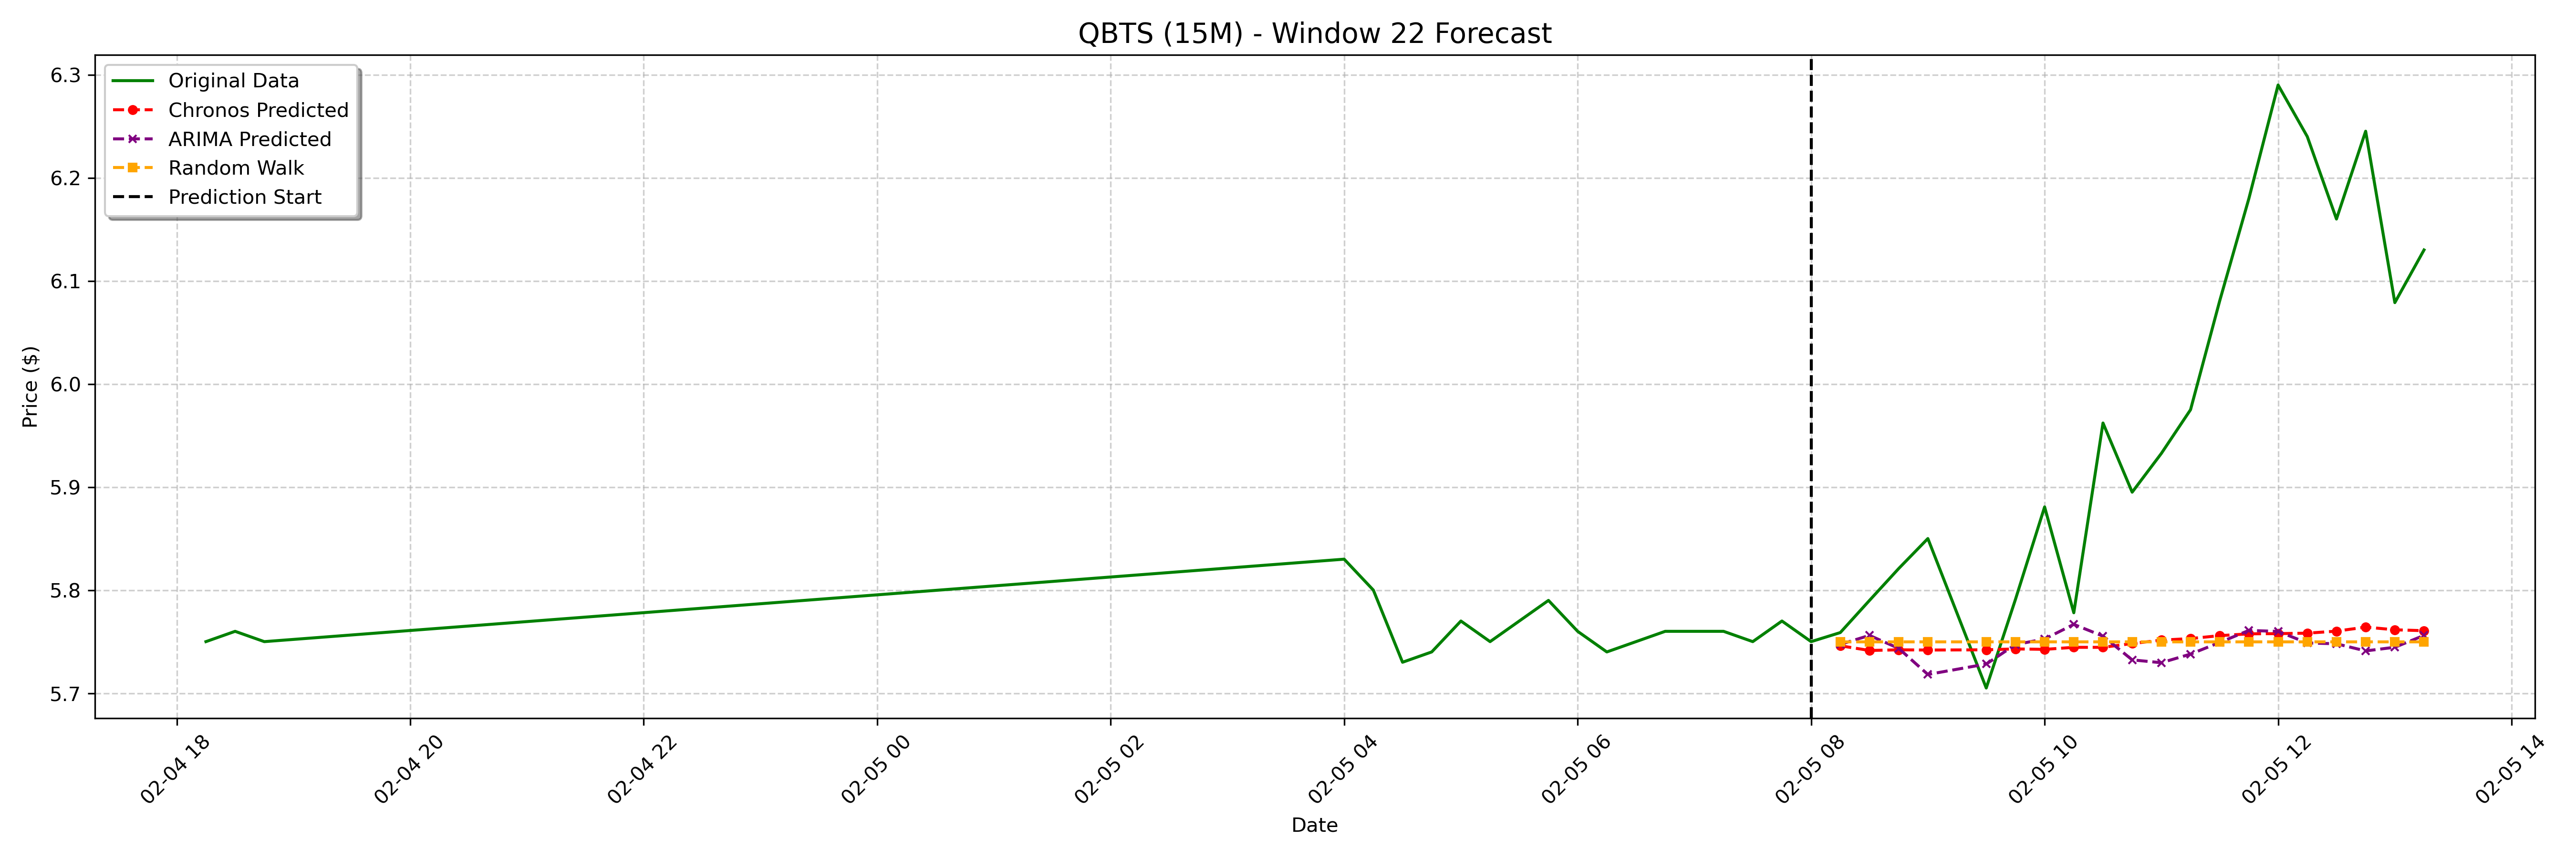 QBTS (15M) - Window 22 Forecast
Original Data
Chronos Predicted
ARIMA Predicted
Random Walk
Prediction Start
Price ($)
6.3
6.2
6.1
6.0
5.9
5.8
5.7
02-04 18
02-04 20
02-04 22
02-05 00
02-05 02
02-05 04
02-05 06
02-05 08
02-05 10
02-05 12
02-05 14
Date